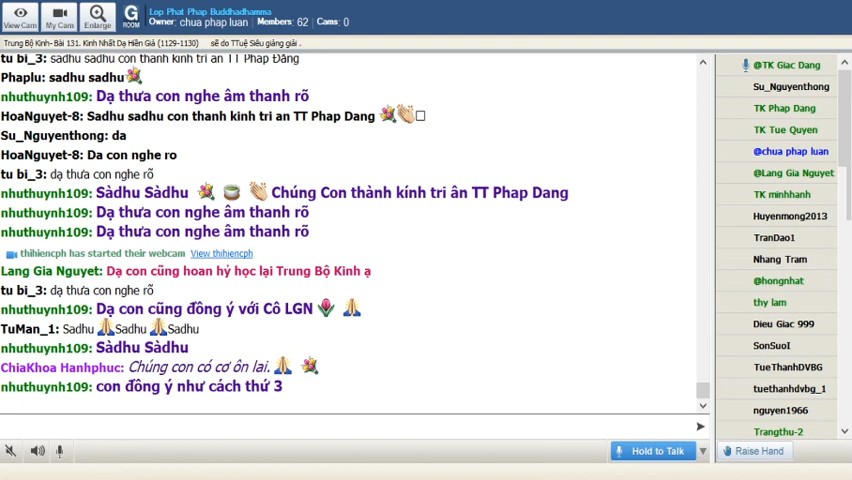 View Cam
My Cam
Enlarge
G
ROOM
Lop Phat Phap Buddhadhamma
Owner: chua phap luan Members: 62 Cams: 0
Trung Bộ Kinh- Bài 131. Kinh Nhất Dạ Hiền Giả (1129-1130) sẽ do TTuệ Siêu giảng giải .
tu bi_3: sadhu sadhu con thanh kinh tri ân TT Pháp Đăng
Phaplu: sadhu sadhu
nhuthuynh109: Dạ thưa con nghe âm thanh rõ
HoaNguyet-8: Sadhu sadhu con thanh kinh tri an TT Phap Dang
Su_Nguyenthong: da
HoaNguyet-8: Da con nghe ro
tu bi_3: dạ thưa con nghe rõ
nhuthuynh109: Sàdhu Sàdhu Chúng Con thành kính tri ân TT Phap Dang
nhuthuynh109: Dạ thưa con nghe âm thanh rõ
nhuthuynh109: Dạ thưa con nghe âm thanh rõ
thihiencph has started their webcam View thihiencph
Lang Gia Nguyet: Dạ con cũng hoan hỷ học lại Trung Bộ Kinh ạ
tu bi_3: dạ thưa con nghe rõ
nhuthuynh109: Dạ con cũng đồng ý với Cô LGN
TuMan_1: Sadhu Sadhu Sadhu
nhuthuynh109: Sàdhu Sàdhu
ChiaKhoa Hanhphuc: Chúng con có cơ ôn lai.
nhuthuynh109: con đồng ý như cách thứ 3
Hold to Talk
@TK Giac Dang
Su_Nguyenthong
TK Phap Dang
TK Tue Quyen
@chua phap luan
@Lang Gia Nguyet
TK minhhanh
Huyenmong2013
TranDao1
Nhang Tram
@hongnhat
thy lam
Dieu Giac 999
SonSuoI
TueThanhDVBG
tuethanhdvbg_1
nguyen1966
Trangthu-2
Raise Hand